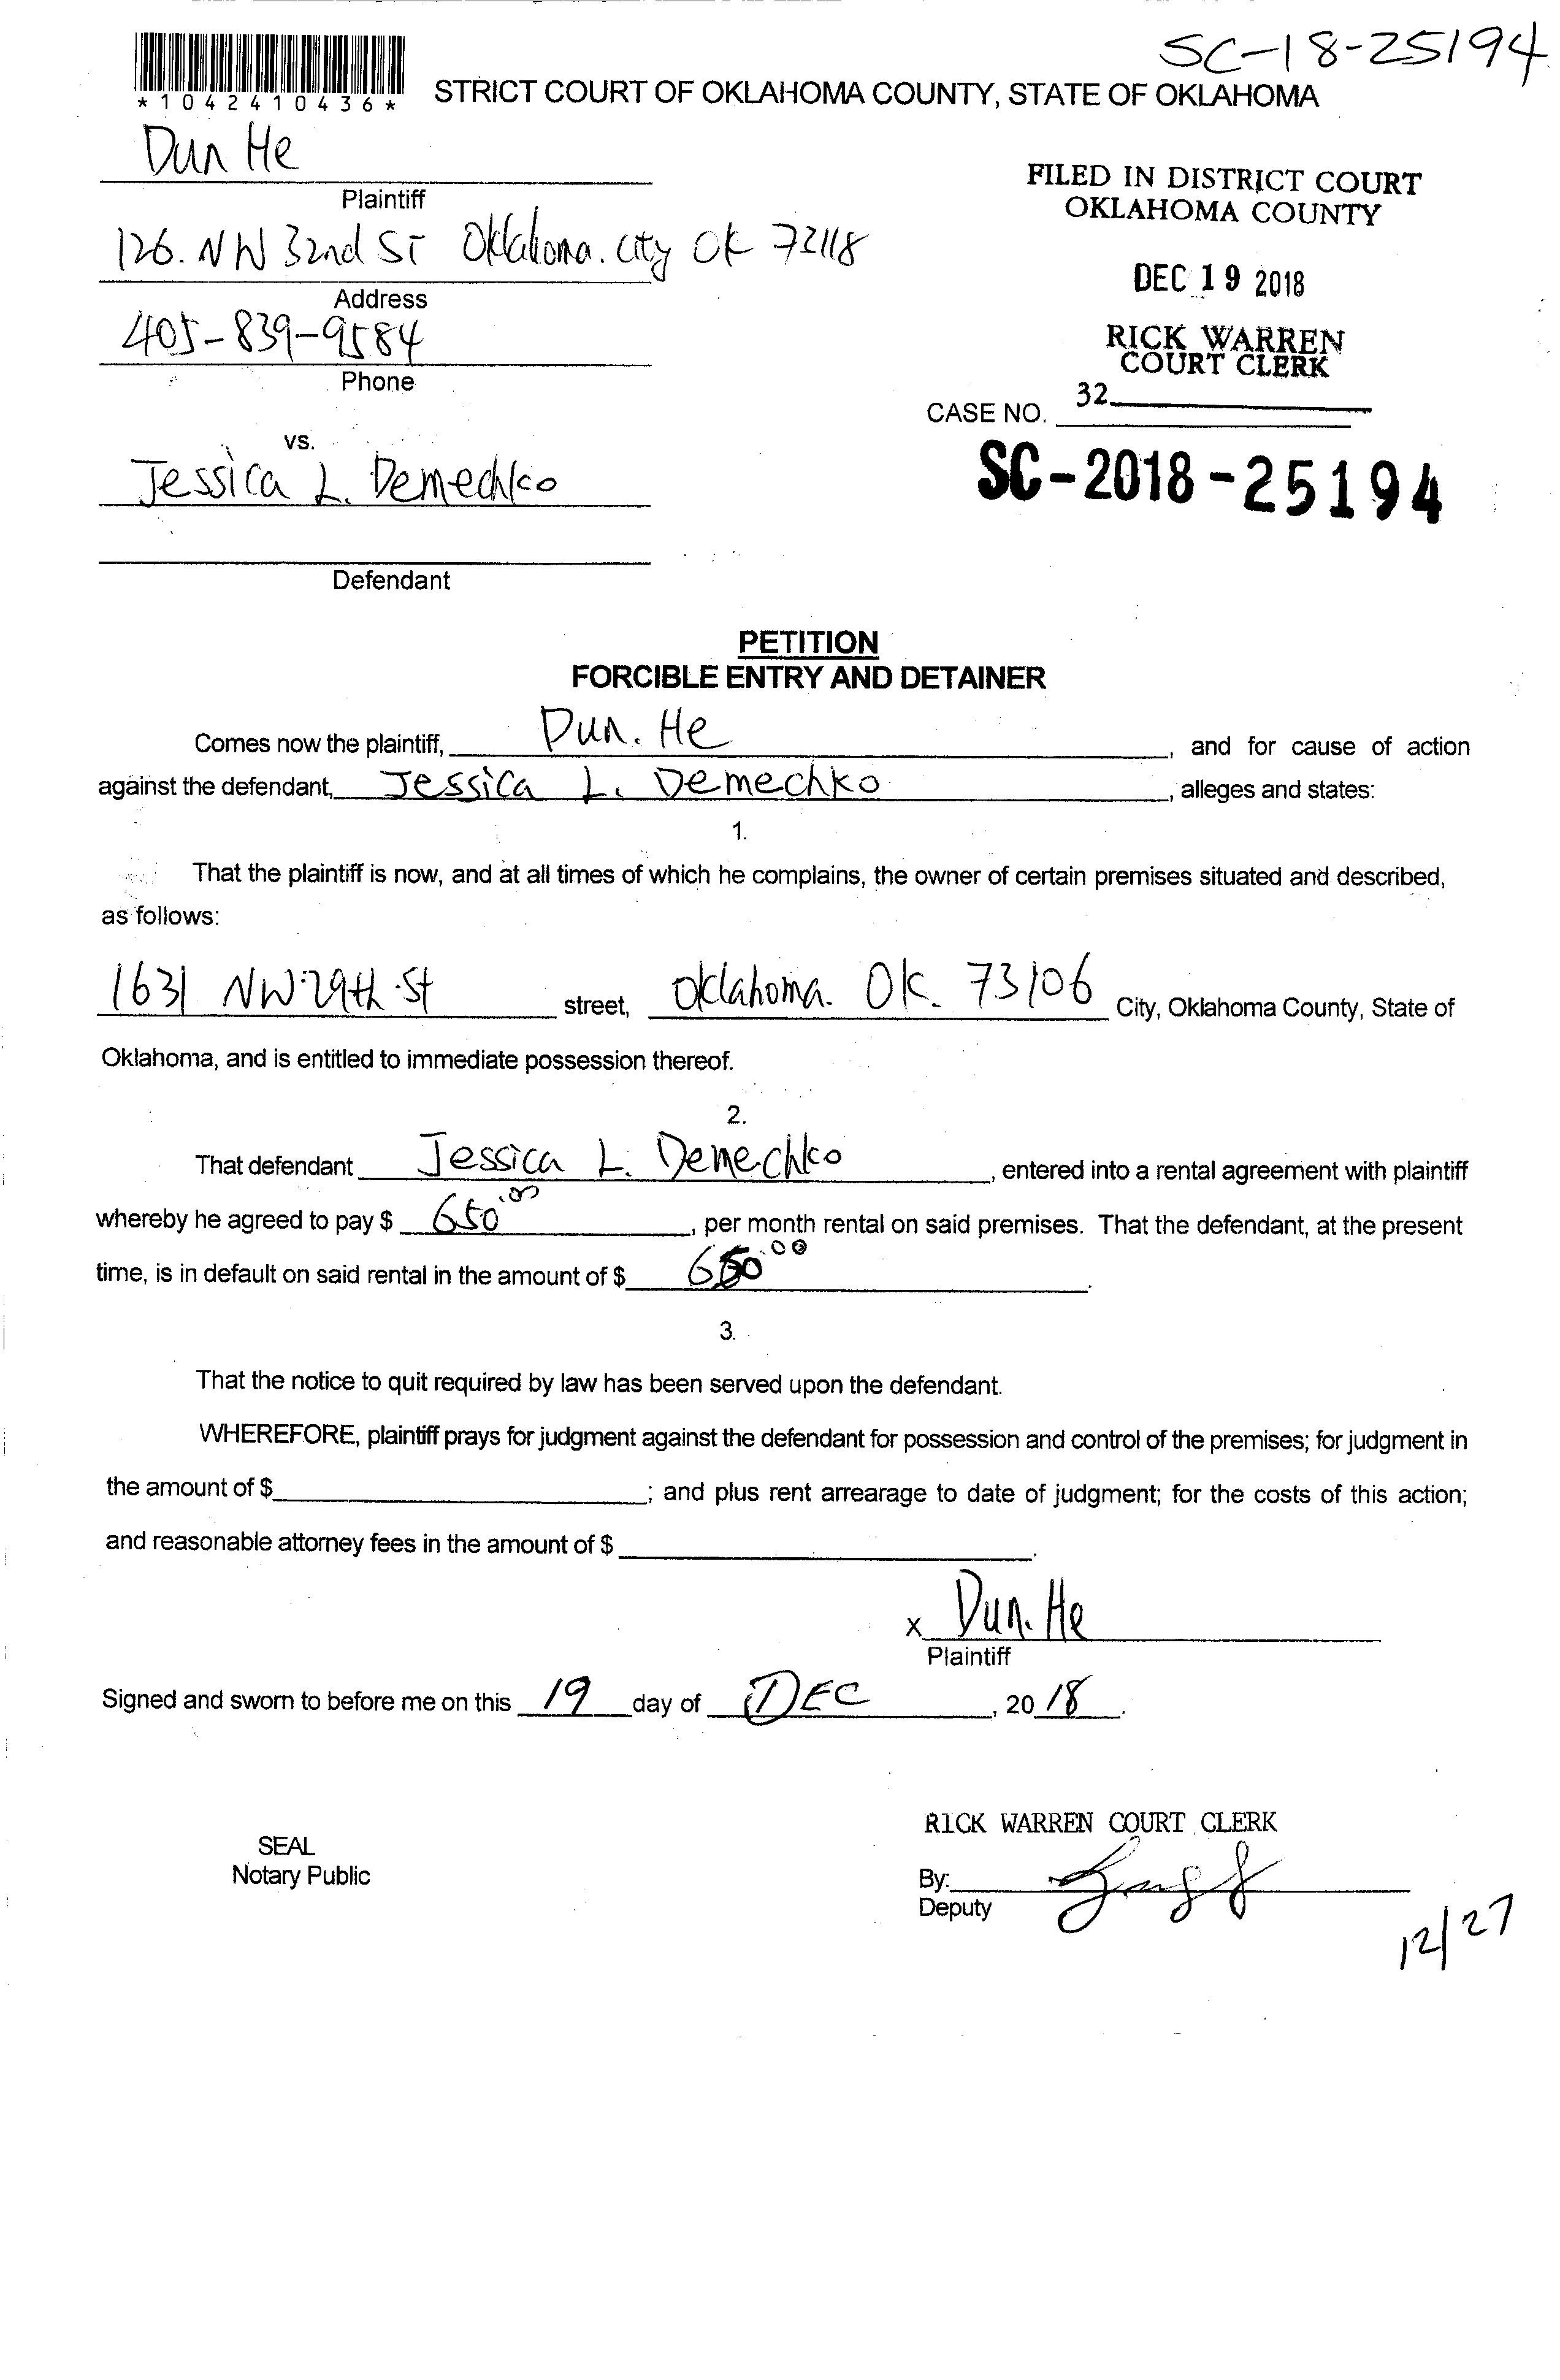 SC-18-25194
*1042410436*
STRICT COURT OF OKLAHOMA COUNTY, STATE OF OKLAHOMA
Dun He
Plaintiff
FILED IN DISTRICT COURT
OKLAHOMA COUNTY
126. NW 32nd ST Oklahoma. city OK 73118
Address
DEC 19 2018
405-839-9584
Phone
RICK WARREN
COURT CLERK
CASE NO. 32
vs.
Jessica L. Demechko
SC-2018-25194
Defendant
PETITION
FORCIBLE ENTRY AND DETAINER
Comes now the plaintiff, Dun. He, and for cause of action
against the defendant, Jessica L. Demechko, alleges and states:
1.
That the plaintiff is now, and at all times of which he complains, the owner of certain premises situated and described,
as follows:
1631 NW 29th St street, Oklahoma. OK. 73106 City, Oklahoma County, State of
Oklahoma, and is entitled to immediate possession thereof.
2.
That defendant Jessica L. Demechko, entered into a rental agreement with plaintiff
whereby he agreed to pay $ 650.00, per month rental on said premises. That the defendant, at the present
time, is in default on said rental in the amount of $ 650.00.
3.
That the notice to quit required by law has been served upon the defendant.
WHEREFORE, plaintiff prays for judgment against the defendant for possession and control of the premises; for judgment in
the amount of $ ; and plus rent arrearage to date of judgment; for the costs of this action;
and reasonable attorney fees in the amount of $ .
X Dun. He
Plaintiff
Signed and sworn to before me on this 19 day of DEC, 20 18.
RICK WARREN COURT CLERK
SEAL
Notary Public
By:
Deputy
12/27